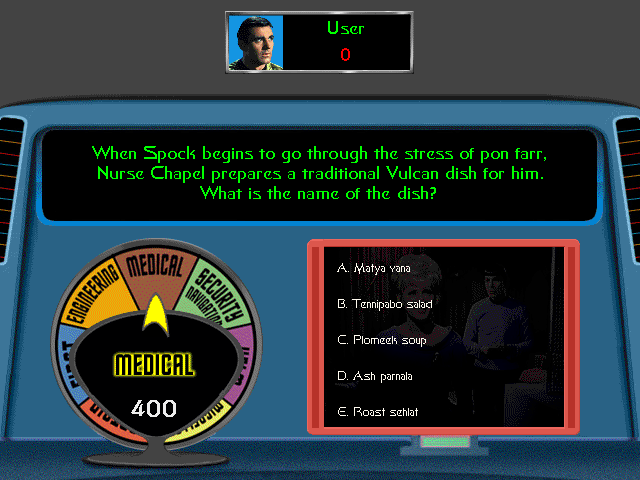 User
0
When Spock begins to go through the stress of pon farr,
Nurse Chapel prepares a traditional Vulcan dish for him.
What is the name of the dish?
ENGINEERING
MEDICAL
SECURITY
NAVIGATION
MEDICAL
400
A. Matya vana
B. Tennipabo salad
C. Plomeek soup
D. Ash parnala
E. Roast sehlat